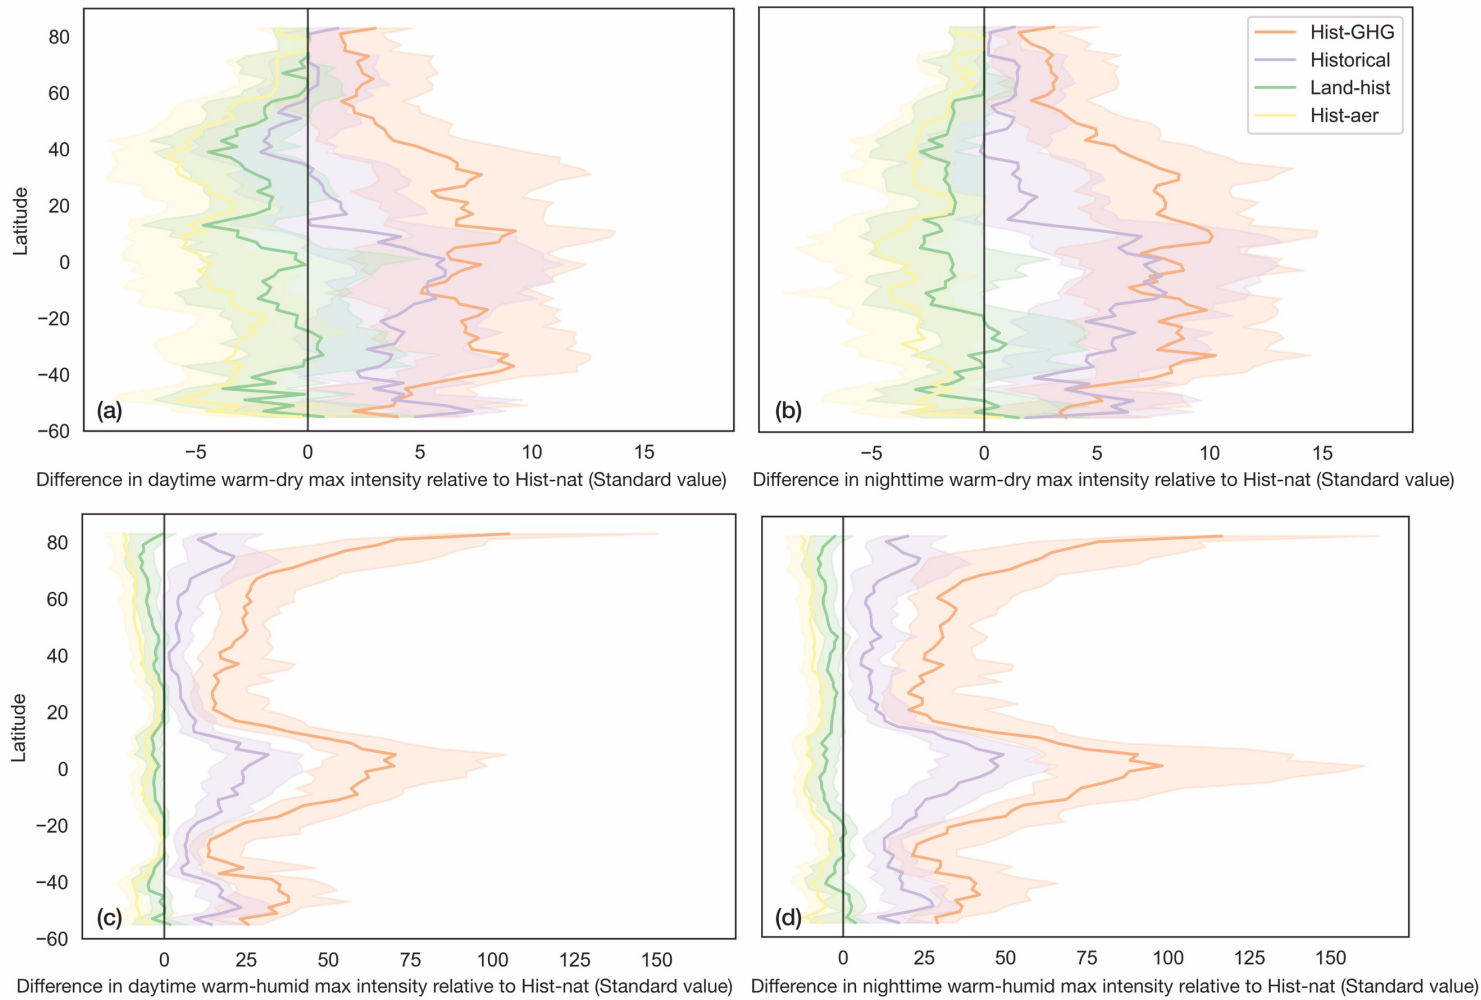 80
60
40
20
0
−20
−40
−60
Latitude
(a)
−5 0 5 10 15
Difference in daytime warm-dry max intensity relative to Hist-nat (Standard value)
Hist-GHG
Historical
Land-hist
Hist-aer
(b)
−5 0 5 10 15
Difference in nighttime warm-dry max intensity relative to Hist-nat (Standard value)
80
60
40
20
0
−20
−40
−60
Latitude
(c)
0 25 50 75 100 125 150
Difference in daytime warm-humid max intensity relative to Hist-nat (Standard value)
(d)
0 25 50 75 100 125 150
Difference in nighttime warm-humid max intensity relative to Hist-nat (Standard value)